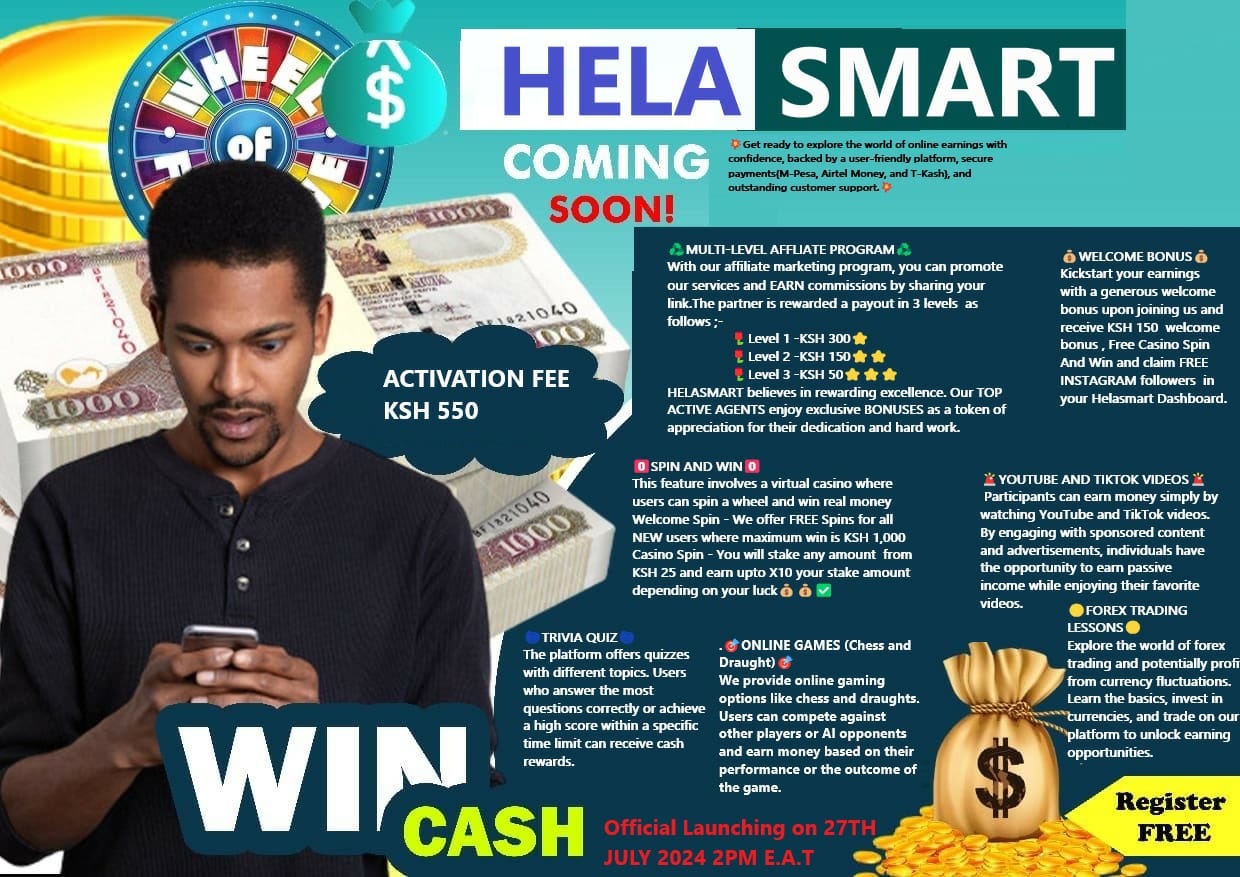 WHEEL
of
HELA SMART
COMING
SOON!
💥Get ready to explore the world of online earnings with
confidence, backed by a user-friendly platform, secure
payments(M-Pesa, Airtel Money, and T-Kash), and
outstanding customer support.💥
♻️MULTI-LEVEL AFFLIATE PROGRAM♻️
With our affiliate marketing program, you can promote
our services and EARN commissions by sharing your
link.The partner is rewarded a payout in 3 levels as
follows ;-
🌹Level 1 -KSH 300⭐
🌹Level 2 -KSH 150⭐⭐
🌹Level 3 -KSH 50⭐⭐⭐
HELASMART believes in rewarding excellence. Our TOP
ACTIVE AGENTS enjoy exclusive BONUSES as a token of
appreciation for their dedication and hard work.
💰WELCOME BONUS💰
Kickstart your earnings
with a generous welcome
bonus upon joining us and
receive KSH 150 welcome
bonus , Free Casino Spin
And Win and claim FREE
INSTAGRAM followers in
your Helasmart Dashboard.
1000
1000
1000
1000
1821040
ACTIVATION FEE
KSH 550
BF1821040
1000
0️⃣SPIN AND WIN0️⃣
This feature involves a virtual casino where
users can spin a wheel and win real money
Welcome Spin - We offer FREE Spins for all
NEW users where maximum win is KSH 1,000
Casino Spin - You will stake any amount from
KSH 25 and earn upto X10 your stake amount
depending on your luck💰💰✅
🚨YOUTUBE AND TIKTOK VIDEOS🚨
Participants can earn money simply by
watching YouTube and TikTok videos.
By engaging with sponsored content
and advertisements, individuals have
the opportunity to earn passive
income while enjoying their favorite
videos.
🔵TRIVIA QUIZ🔵
The platform offers quizzes
with different topics. Users
who answer the most
questions correctly or achieve
a high score within a specific
time limit can receive cash
rewards.
.🎯ONLINE GAMES (Chess and
Draught)🎯
We provide online gaming
options like chess and draughts.
Users can compete against
other players or AI opponents
and earn money based on their
performance or the outcome of
the game.
🟡FOREX TRADING
LESSONS🟡
Explore the world of forex
trading and potentially profi
from currency fluctuations.
Learn the basics, invest in
currencies, and trade on our
platform to unlock earning
opportunities.
$
$
WIN
CASH
Official Launching on 27TH
JULY 2024 2PM E.A.T
Register
FREE